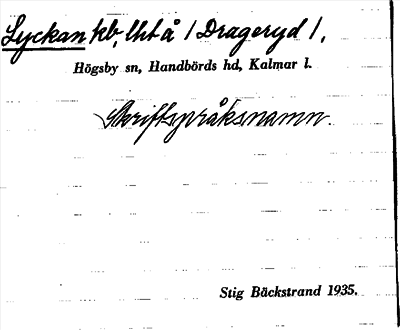 Lyckan kb, lht å / Drageryd /.
Högsby sn, Handbörds hd, Kalmar l.
Skriftspråksnamn.
Stig Bäckstrand 1935.